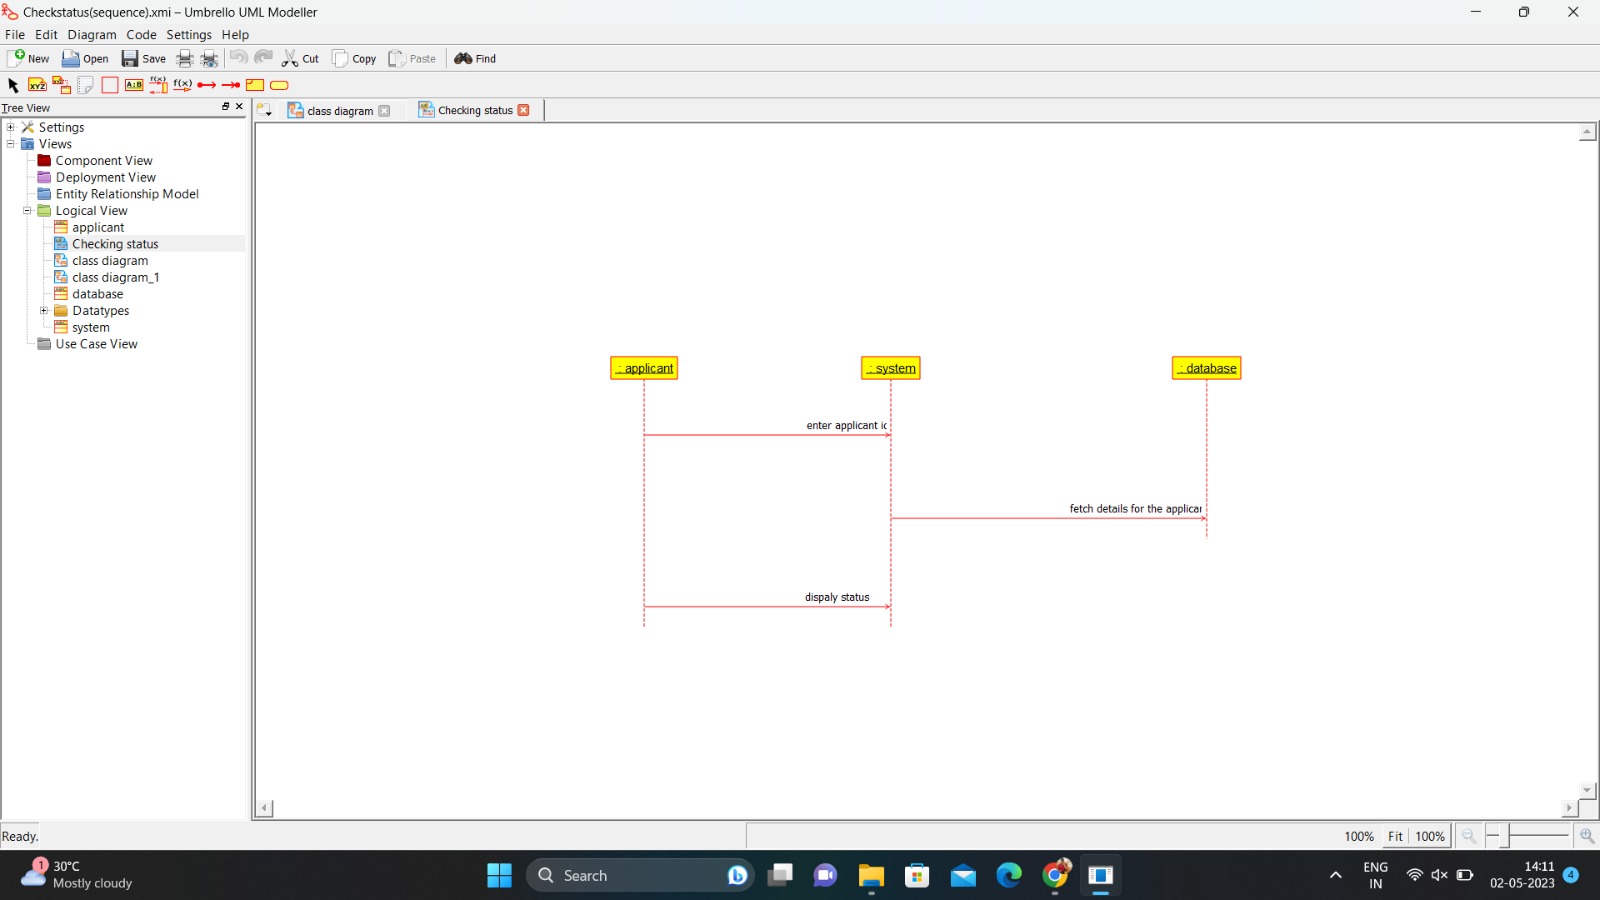 Checkstatus(sequence).xmi – Umbrello UML Modeller
File Edit Diagram Code Settings Help
New Open Save Cut Copy Paste Find
XYZ A:B f(x) f(x)
Tree View
class diagram Checking status
Settings
Views
Component View
Deployment View
Entity Relationship Model
Logical View
applicant
Checking status
class diagram
class diagram_1
database
Datatypes
system
Use Case View
: applicant : system : database
enter applicant ic
fetch details for the applicar
dispaly status
Ready.
100% Fit 100%
1
30°C
Mostly cloudy
Search
ENG
IN
14:11
02-05-2023
4